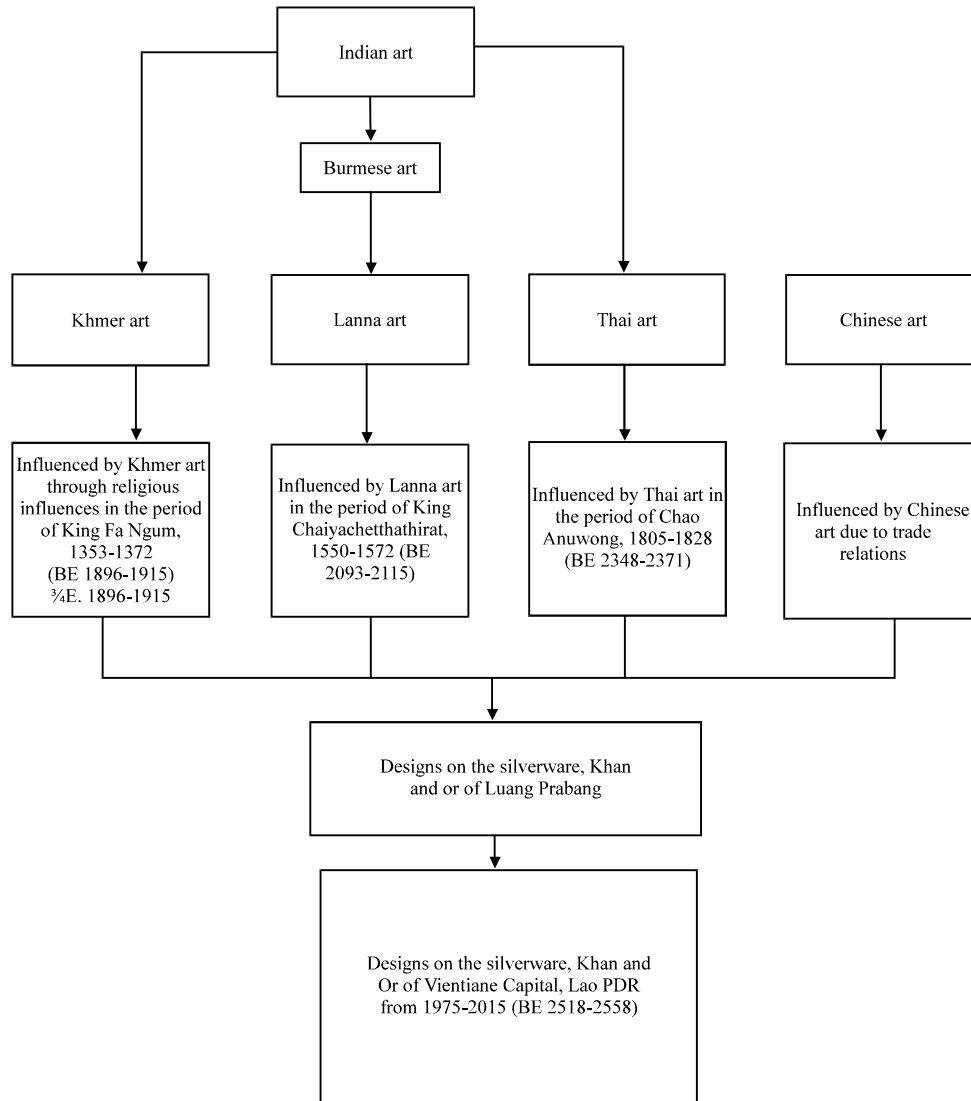 Indian art
Burmese art
Khmer art
Lanna art
Thai art
Chinese art
Influenced by Khmer art
through religious
influences in the period
of King Fa Ngum,
1353-1372
(BE 1896-1915)
¾E. 1896-1915
Influenced by Lanna art
in the period of King
Chaiyachetthathirat,
1550-1572 (BE
2093-2115)
Influenced by Thai art in
the period of Chao
Anuwong, 1805-1828
(BE 2348-2371)
Influenced by Chinese
art due to trade
relations
Designs on the silverware, Khan
and or of Luang Prabang
Designs on the silverware, Khan and
Or of Vientiane Capital, Lao PDR
from 1975-2015 (BE 2518-2558)